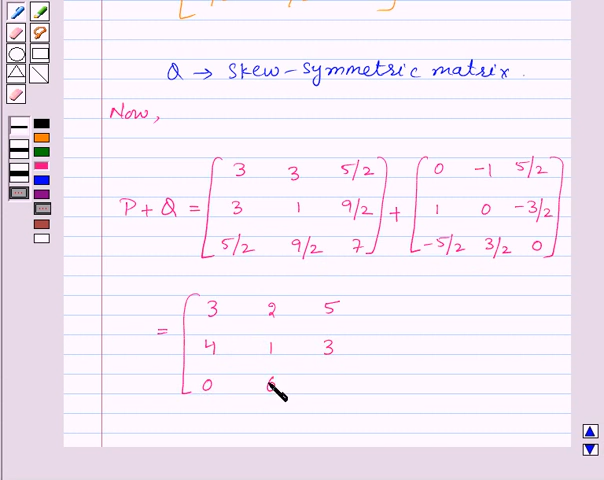 Q → Skew-Symmetric matrix.
Now,
P+Q = [3 3 5/2] + [0 -1 5/2]
[3 1 9/2] [1 0 -3/2]
[5/2 9/2 7] [-5/2 3/2 0]
= [3 2 5
4 1 3
0 6